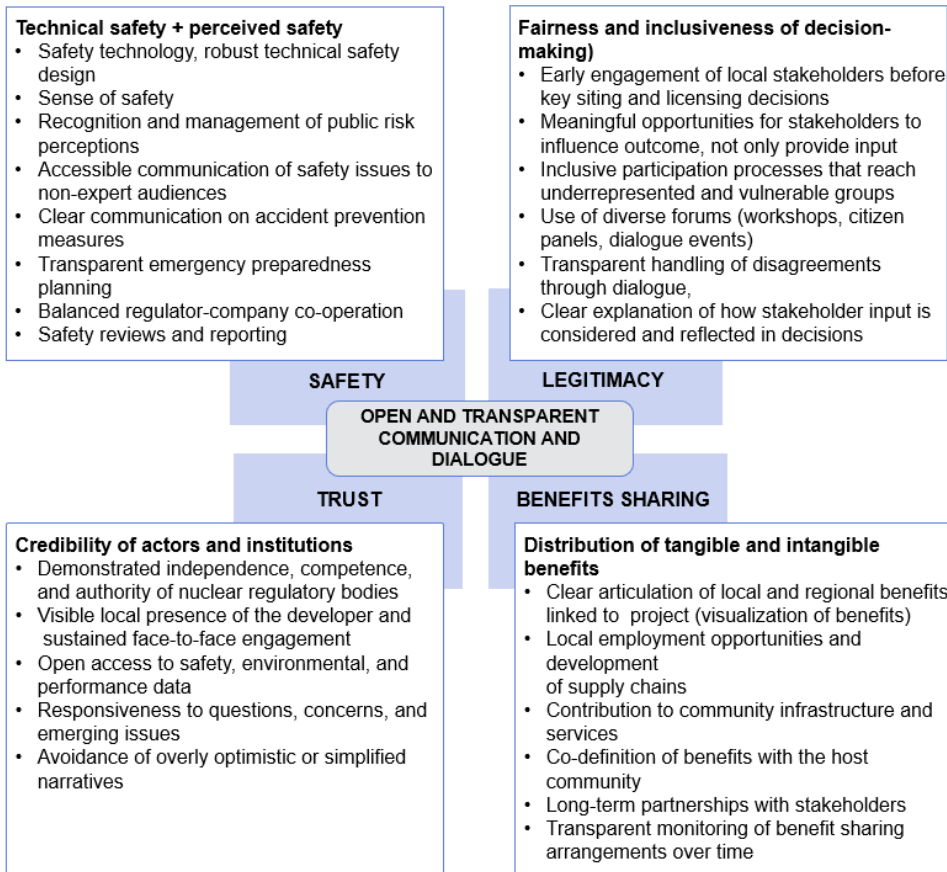 Technical safety + perceived safety
• Safety technology, robust technical safety
design
• Sense of safety
• Recognition and management of public risk
perceptions
• Accessible communication of safety issues to
non-expert audiences
• Clear communication on accident prevention
measures
• Transparent emergency preparedness
planning
• Balanced regulator-company co-operation
• Safety reviews and reporting
Fairness and inclusiveness of decision-
making)
• Early engagement of local stakeholders before
key siting and licensing decisions
• Meaningful opportunities for stakeholders to
influence outcome, not only provide input
• Inclusive participation processes that reach
underrepresented and vulnerable groups
• Use of diverse forums (workshops, citizen
panels, dialogue events)
• Transparent handling of disagreements
through dialogue,
• Clear explanation of how stakeholder input is
considered and reflected in decisions
SAFETY
LEGITIMACY
OPEN AND TRANSPARENT
COMMUNICATION AND
DIALOGUE
TRUST
BENEFITS SHARING
Credibility of actors and institutions
• Demonstrated independence, competence,
and authority of nuclear regulatory bodies
• Visible local presence of the developer and
sustained face-to-face engagement
• Open access to safety, environmental, and
performance data
• Responsiveness to questions, concerns, and
emerging issues
• Avoidance of overly optimistic or simplified
narratives
Distribution of tangible and intangible
benefits
• Clear articulation of local and regional benefits
linked to project (visualization of benefits)
• Local employment opportunities and
development
of supply chains
• Contribution to community infrastructure and
services
• Co-definition of benefits with the host
community
• Long-term partnerships with stakeholders
• Transparent monitoring of benefit sharing
arrangements over time